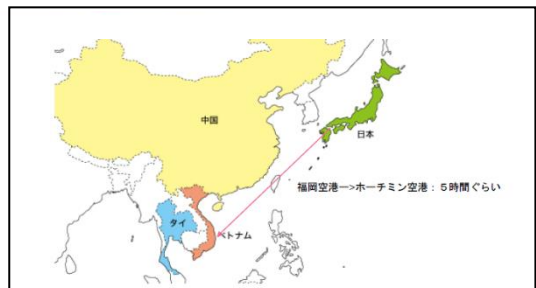 中国
日本
福岡空港ー>ホーチミン空港：５時間ぐらい
タイ
ベトナム